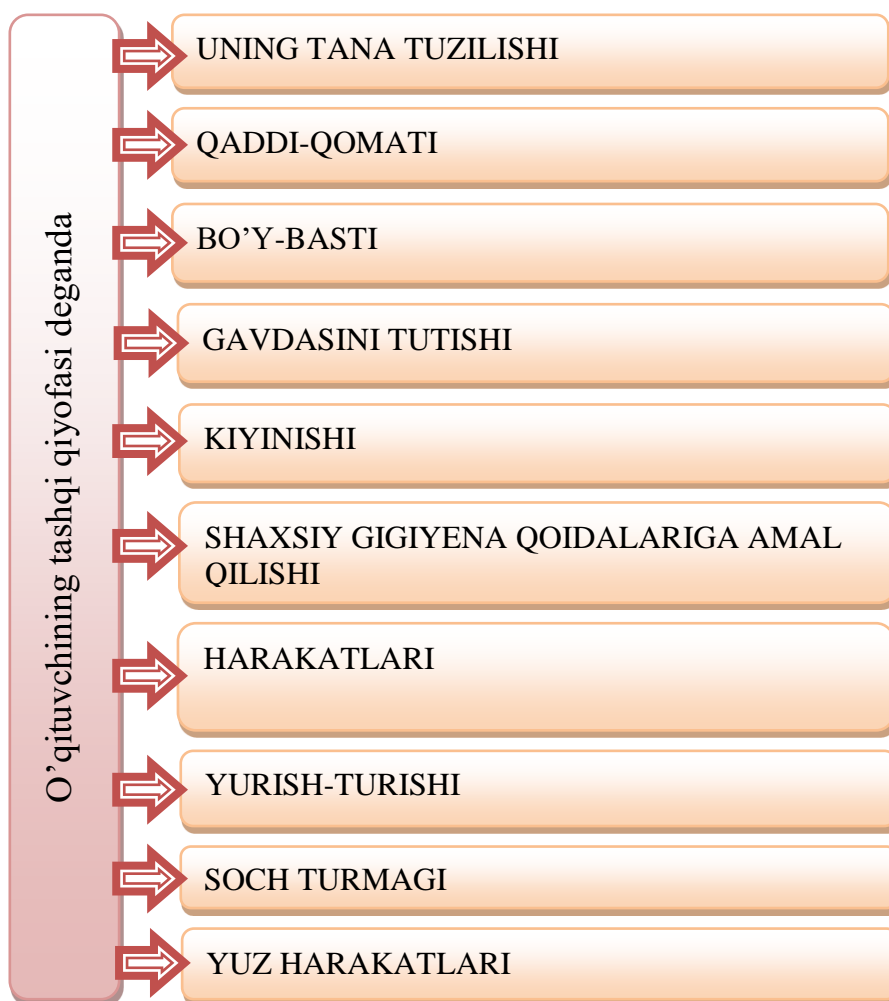 O’qituvchining tashqi qiyofasi deganda
UNING TANA TUZILISHI
QADDI-QOMATI
BO’Y-BASTI
GAVDASINI TUTISHI
KIYINISHI
SHAXSIY GIGIYENA QOIDALARIGA AMAL
QILISHI
HARAKATLARI
YURISH-TURISHI
SOCH TURMAGI
YUZ HARAKATLARI